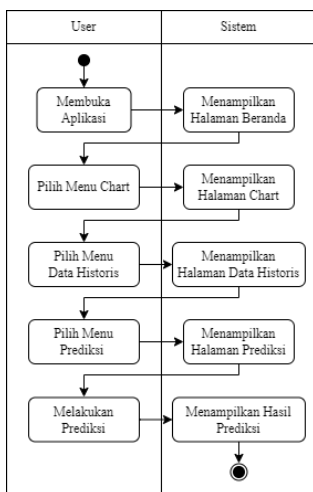 User
Sistem
Membuka
Aplikasi
Menampilkan
Halaman Beranda
Pilih Menu Chart
Menampilkan
Halaman Chart
Pilih Menu
Data Historis
Menampilkan
Halaman Data Historis
Pilih Menu
Prediksi
Menampilkan
Halaman Prediksi
Melakukan
Prediksi
Menampilkan Hasil
Prediksi